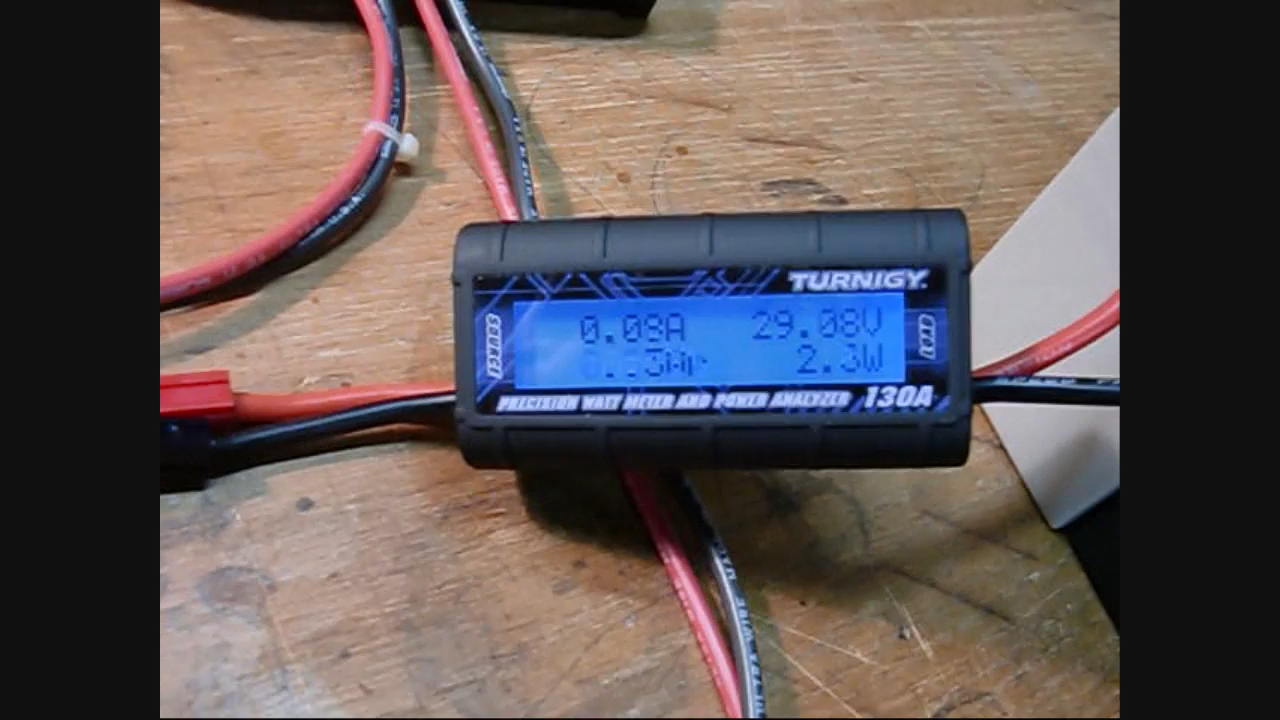 TURNIGY
SOURCE
0.08A 29.08V
2.3W
LOAD
PRECISION WATT METER AND POWER ANALYZER 130A